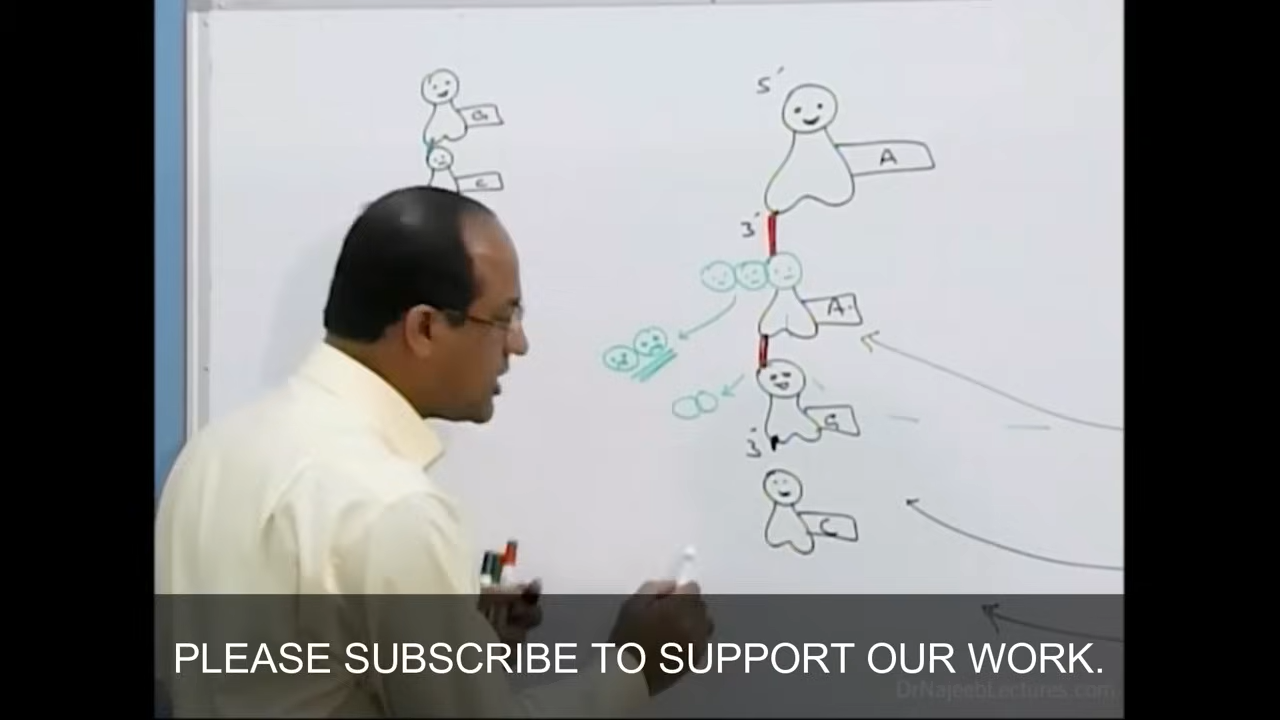 5'
G
A
C
3'
A
G
3'
C
PLEASE SUBSCRIBE TO SUPPORT OUR WORK.
DrNajeebLectures.com